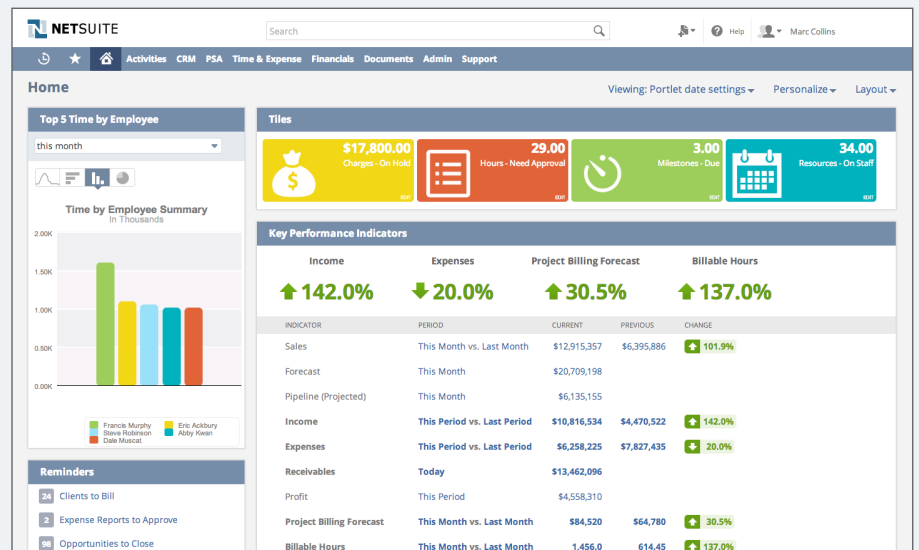 NETSUITE
Search
Help
Marc Collins
Activities CRM PSA Time & Expense Financials Documents Admin Support
Home
Viewing: Portlet date settings
Personalize
Layout
Top 5 Time by Employee
this month
Time by Employee Summary
In Thousands
2.00K
1.50K
1.00K
0.50K
0.00K
Francis Murphy
Eric Ackbury
Steve Robinson
Abby Kwan
Dale Muscat
Reminders
24 Clients to Bill
2 Expense Reports to Approve
98 Opportunities to Close
Tiles
$17,800.00
Charges - On Hold
EDIT
29.00
Hours - Need Approval
EDIT
3.00
Milestones - Due
EDIT
34.00
Resources - On Staff
EDIT
Key Performance Indicators
Income Expenses Project Billing Forecast Billable Hours
142.0% 20.0% 30.5% 137.0%
INDICATOR PERIOD CURRENT PREVIOUS CHANGE
Sales This Month vs. Last Month $12,915,357 $6,395,886 101.9%
Forecast This Month $20,709,198
Pipeline (Projected) This Month $6,135,155
Income This Period vs. Last Period $10,816,534 $4,470,522 142.0%
Expenses This Period vs. Last Period $6,258,225 $7,827,435 20.0%
Receivables Today $13,462,096
Profit This Period $4,558,310
Project Billing Forecast This Month vs. Last Month $84,520 $64,780 30.5%
Billable Hours This Month vs. Last Month 1,456.0 614.45 137.0%